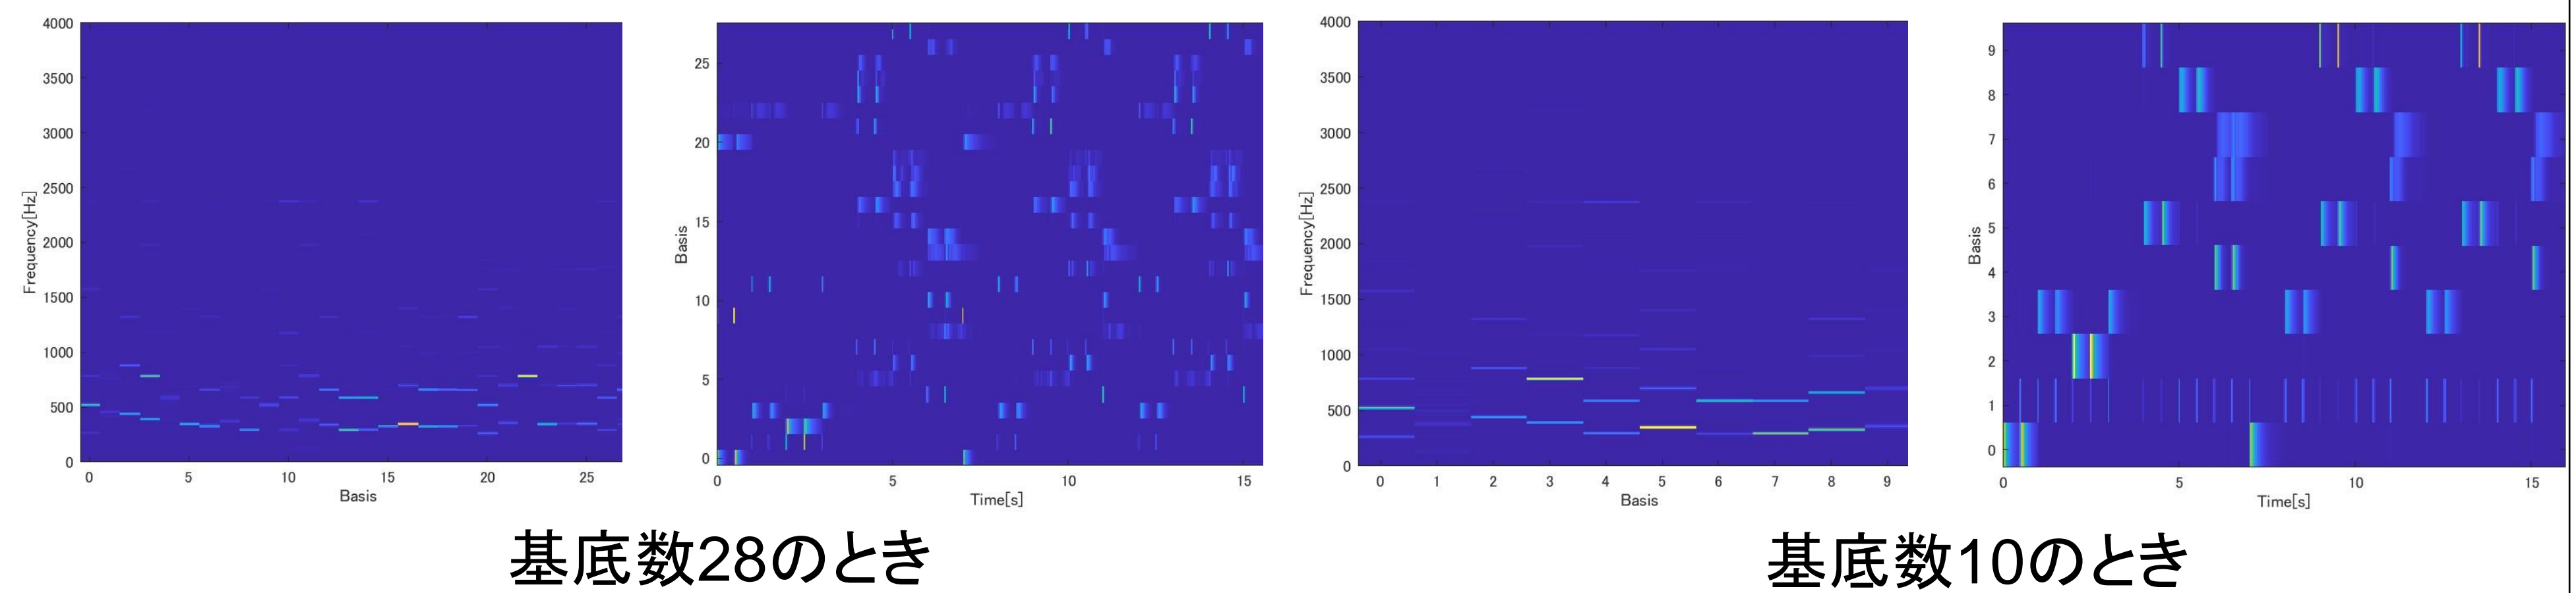 4000
3500
3000
2500
2000
1500
1000
500
0
Frequency[Hz]
0 5 10 15 20 25
Basis
25
20
15
10
5
0
Basis
0 5 10 15
Time[s]
4000
3500
3000
2500
2000
1500
1000
500
0
Frequency[Hz]
0 1 2 3 4 5 6 7 8 9
Basis
9
8
7
6
5
4
3
2
1
0
Basis
0 5 10 15
Time[s]
基底数28のとき
基底数10のとき